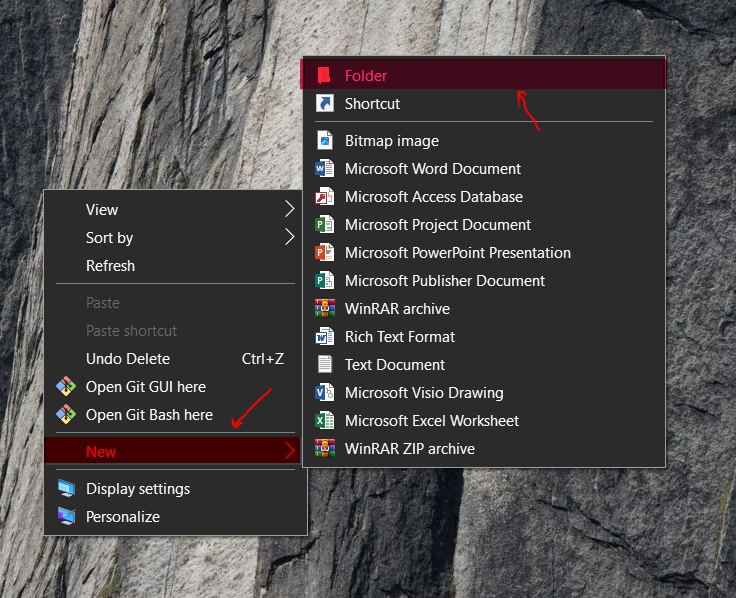 View
Sort by
Refresh
Paste
Paste shortcut
Undo Delete Ctrl+Z
Open Git GUI here
Open Git Bash here
New
Display settings
Personalize
Folder
Shortcut
Bitmap image
Microsoft Word Document
Microsoft Access Database
Microsoft Project Document
Microsoft PowerPoint Presentation
Microsoft Publisher Document
WinRAR archive
Rich Text Format
Text Document
Microsoft Visio Drawing
Microsoft Excel Worksheet
WinRAR ZIP archive